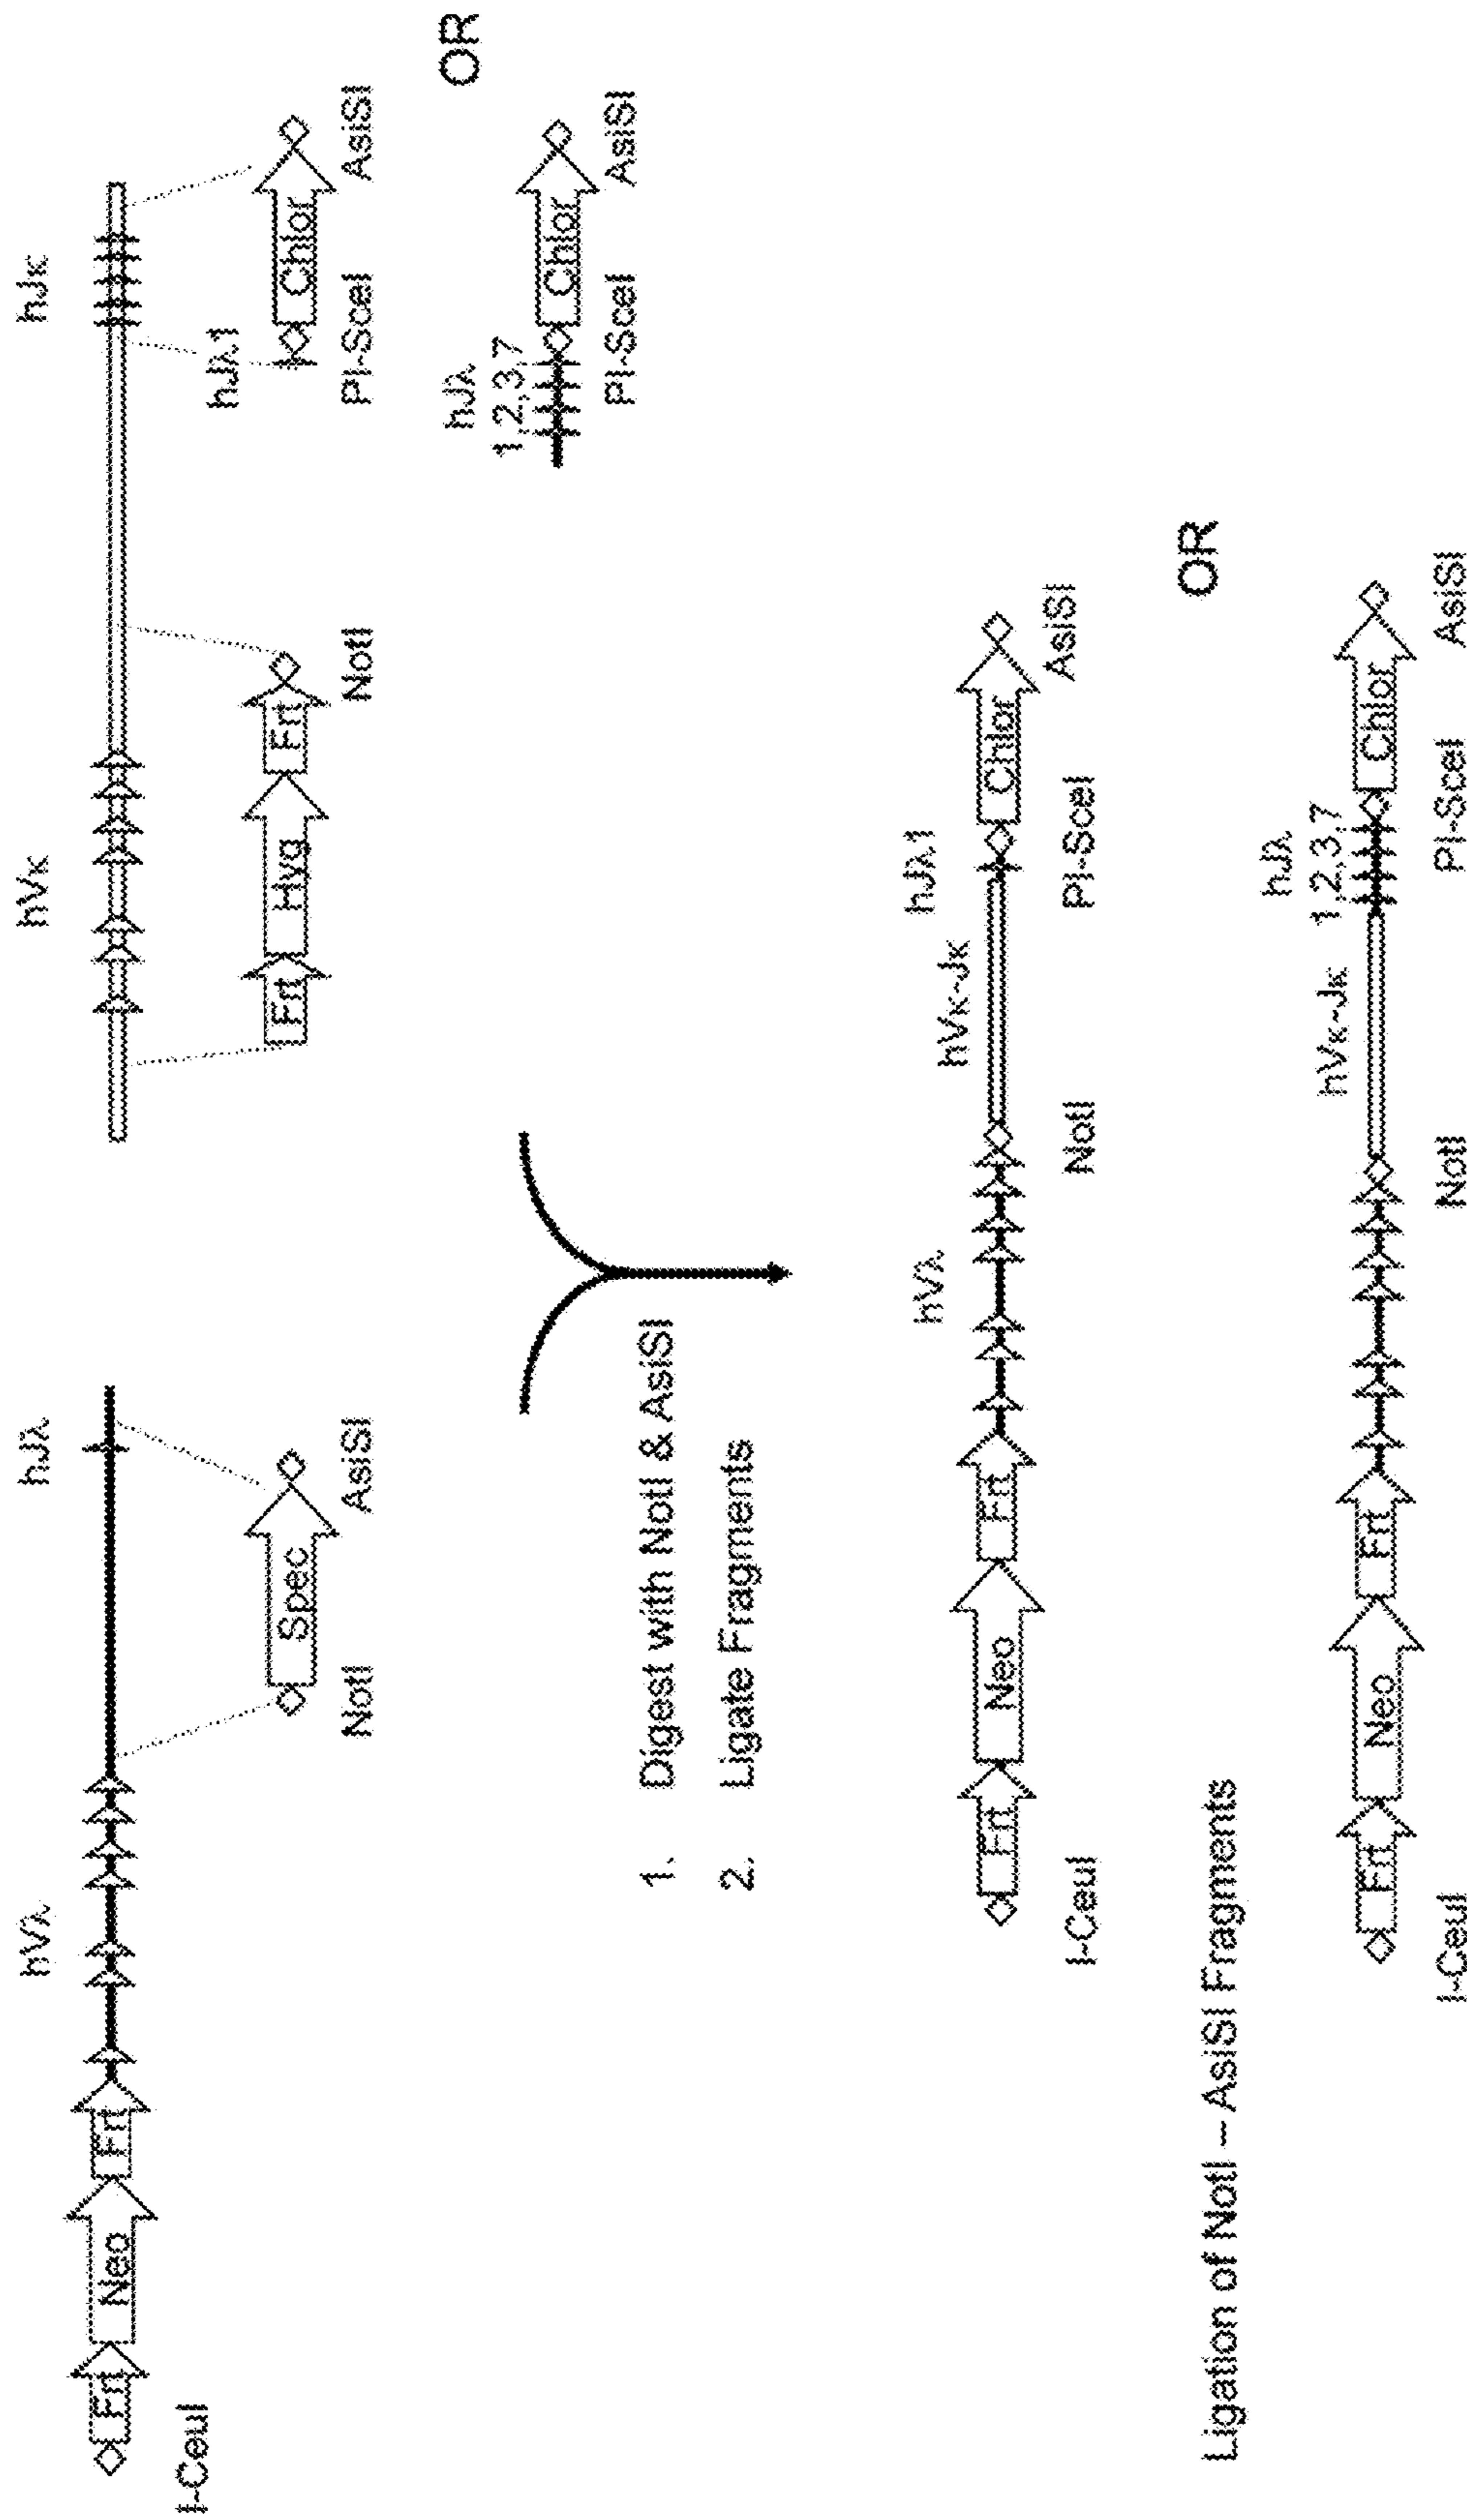 hVλ
hJλ
Frt
Neo
Frt
I-CeuI
Spec
NotI
AsiSI
hVκ
hJκ
Frt
Hyg
Frt
NotI
hJλ1
Chlor
PI-SceI
AsiSI
OR
hJλ
1,2,3,7
Chlor
PI-SceI
AsiSI
1. Digest with NotI & AsiSI
2. Ligate Fragments
hVλ
hVκ-Jκ
hJλ1
Frt
Neo
Frt
Chlor
I-CeuI
NotI
PI-SceI
AsiSI
Ligation of NotI – AsiSI Fragments
OR
hVκ-Jκ
hJλ
1,2,3,7
Frt
Neo
Frt
Chlor
I-CeuI
NotI
PI-SceI
AsiSI